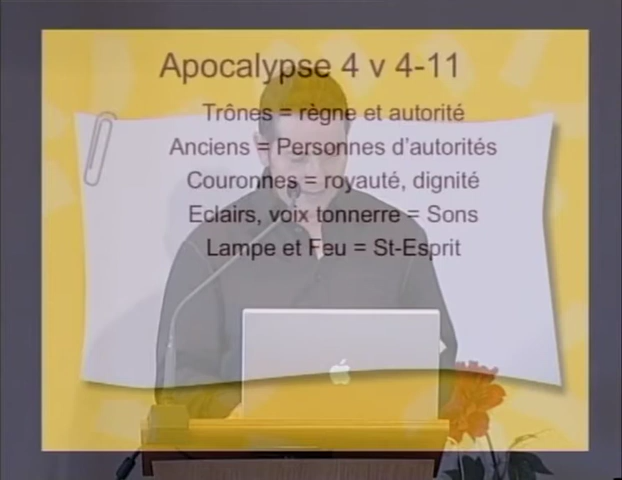 Apocalypse 4 v 4-11
Trônes = règne et autorité
Anciens = Personnes d'autorités
Couronnes = royauté, dignité
Eclairs, voix tonnerre = Sons
Lampe et Feu = St-Esprit